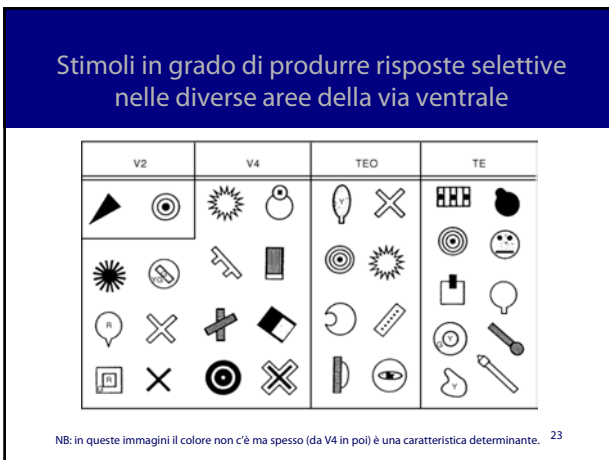 Stimoli in grado di produrre risposte selettive
nelle diverse aree della via ventrale
V2 V4 TEO TE
YG
R
R
Y
G
Y
NB: in queste immagini il colore non c'è ma spesso (da V4 in poi) è una caratteristica determinante. 23